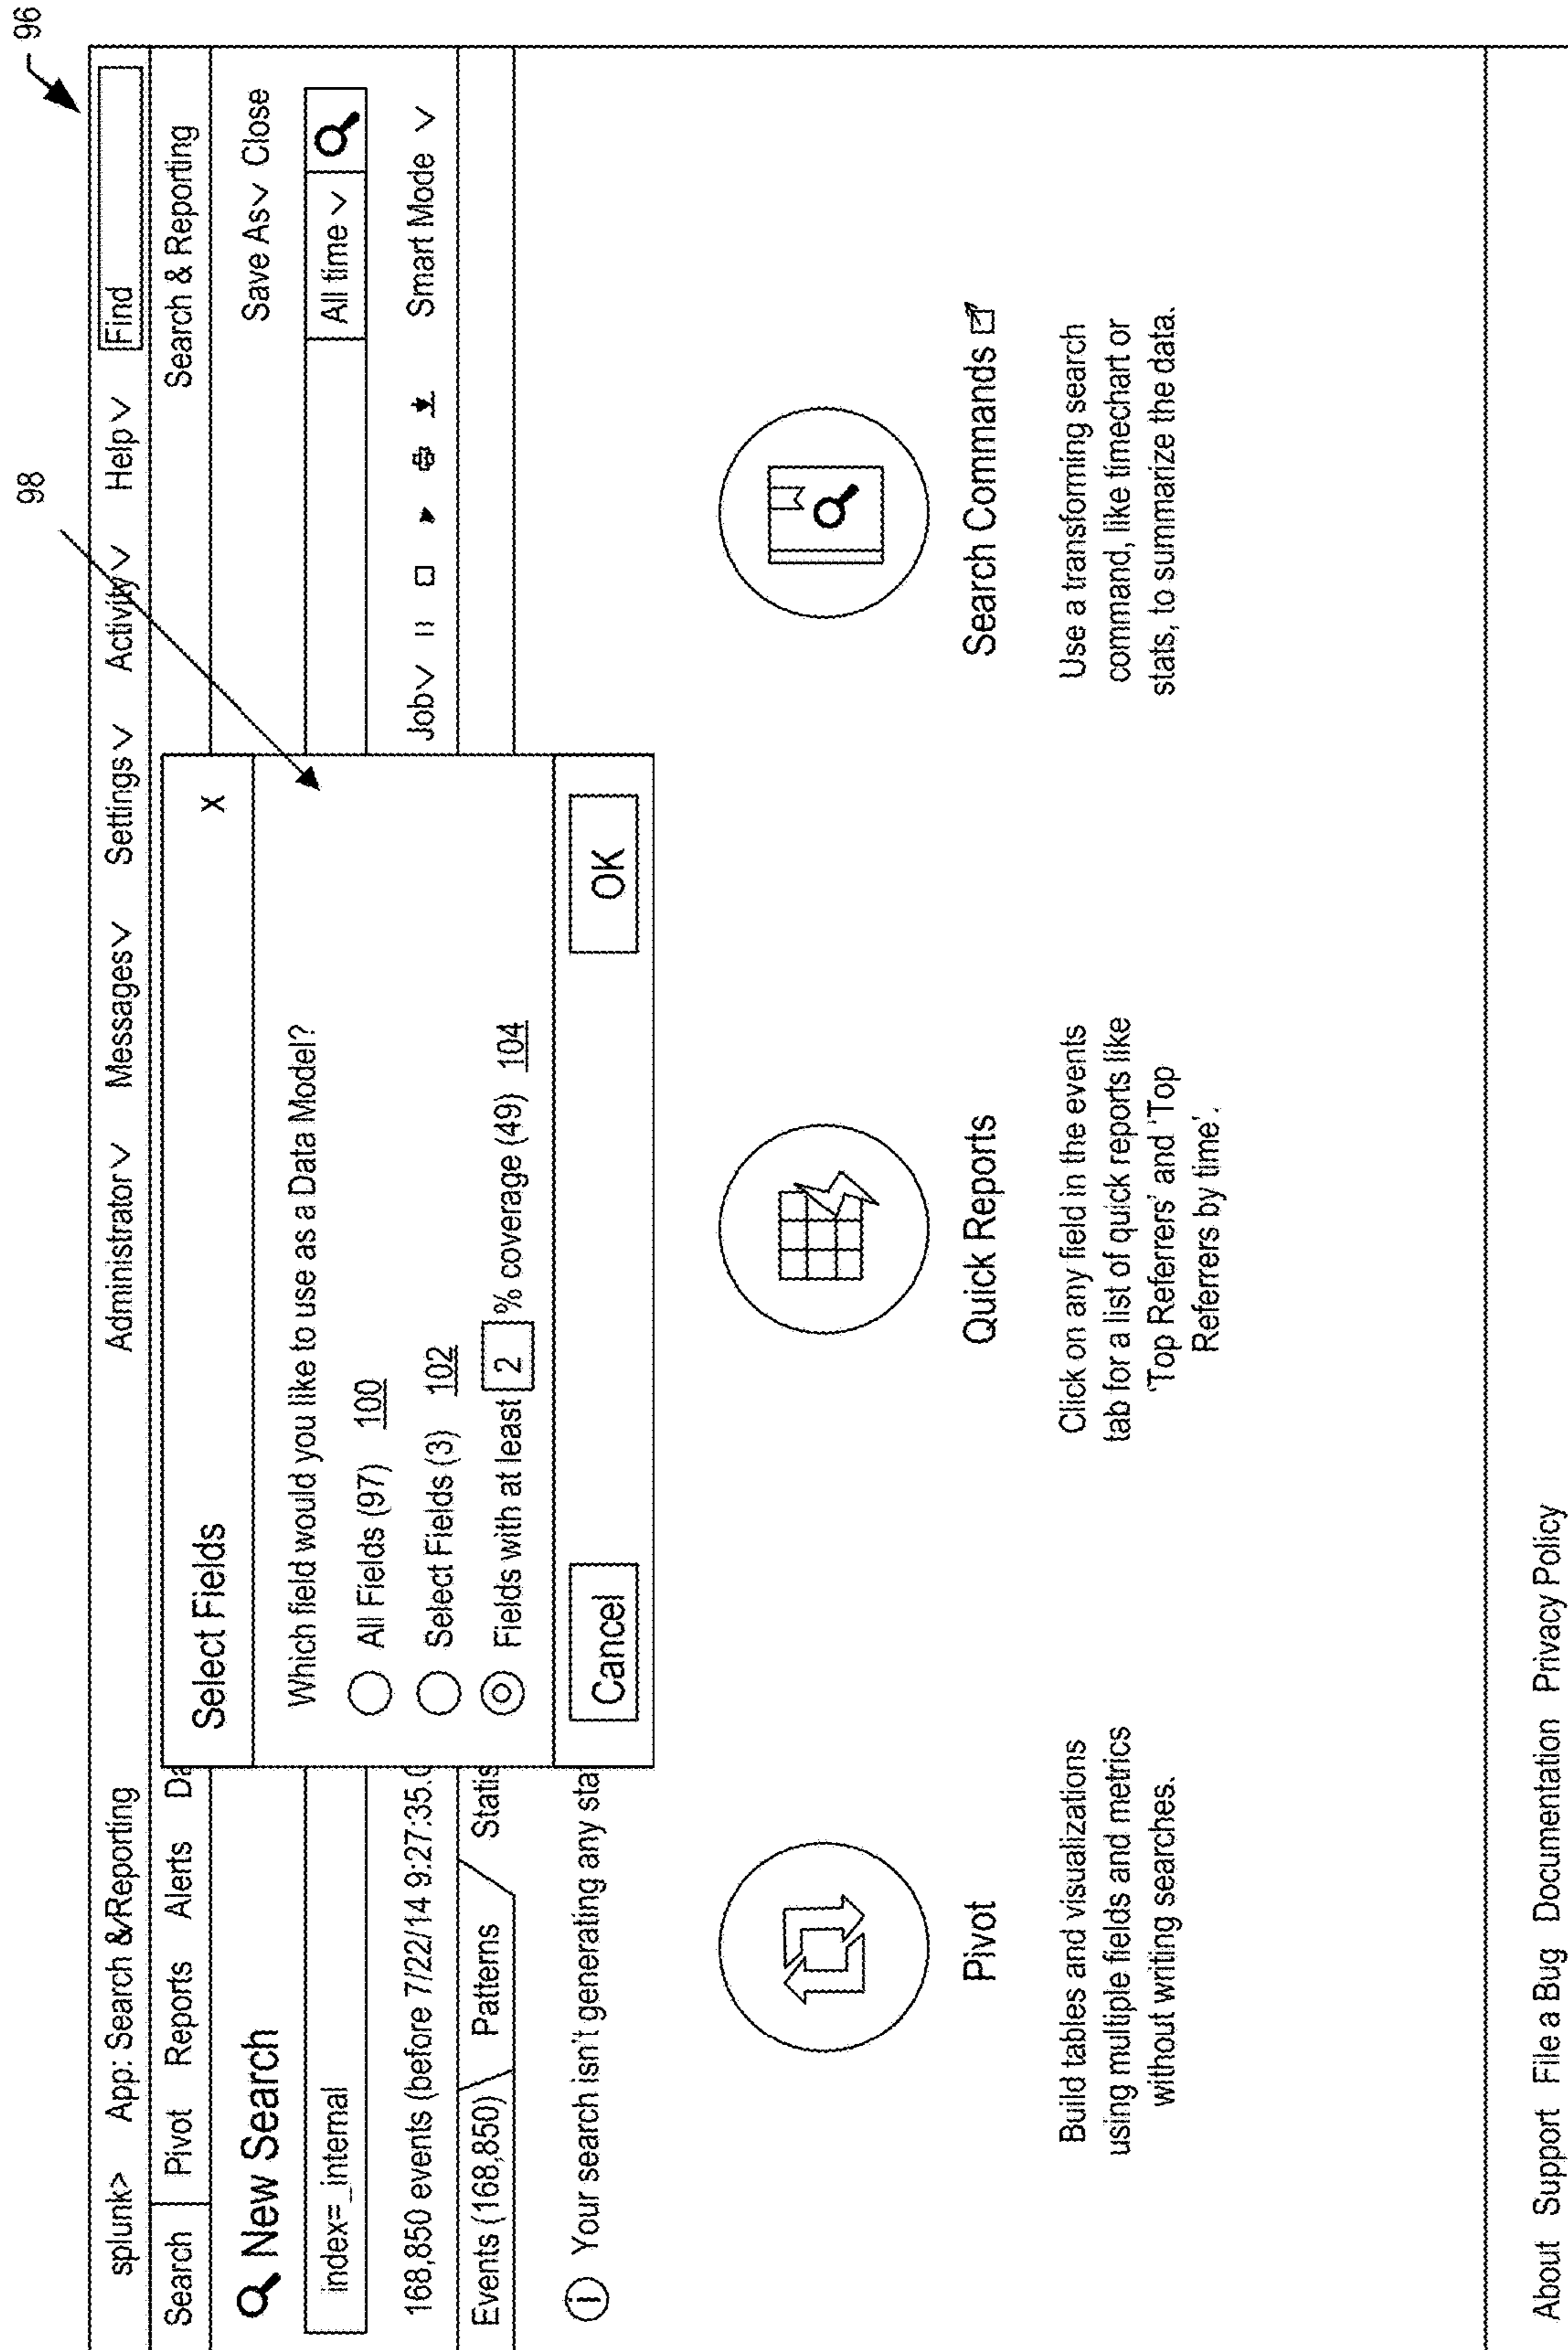 96
98
splunk> App: Search &Reporting Administrator Messages Settings Activity Help Find
Search Pivot Reports Alerts Da Search & Reporting
New Search Save As Close
index=_internal All time
168,850 events (before 7/22/14 9:27:35.0 Job Smart Mode
Events (168,850) Patterns Statis
Your search isn't generating any sta
Select Fields X
Which field would you like to use as a Data Model?
All Fields (97) 100
Select Fields (3) 102
Fields with at least 2 % coverage (49) 104
Cancel OK
Pivot
Build tables and visualizations
using multiple fields and metrics
without writing searches.
Quick Reports
Click on any field in the events
tab for a list of quick reports like
'Top Referrers' and 'Top
Referrers by time'.
Search Commands
Use a transforming search
command, like timechart or
stats, to summarize the data.
About Support File a Bug Documentation Privacy Policy